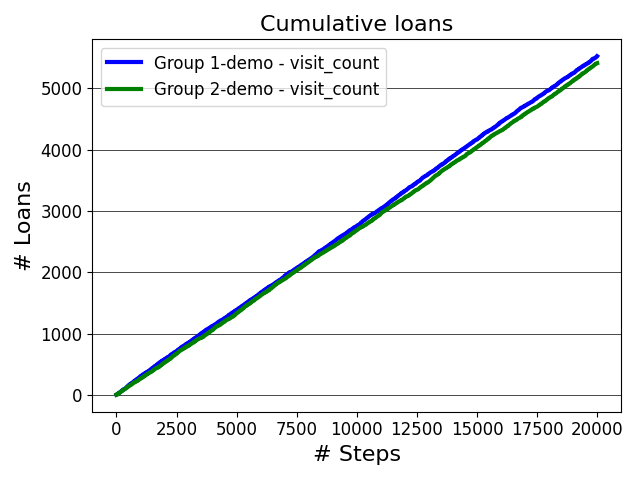 Cumulative loans
Group 1-demo - visit_count
Group 2-demo - visit_count
5000
4000
3000
2000
1000
0
# Loans
0 2500 5000 7500 10000 12500 15000 17500 20000
# Steps